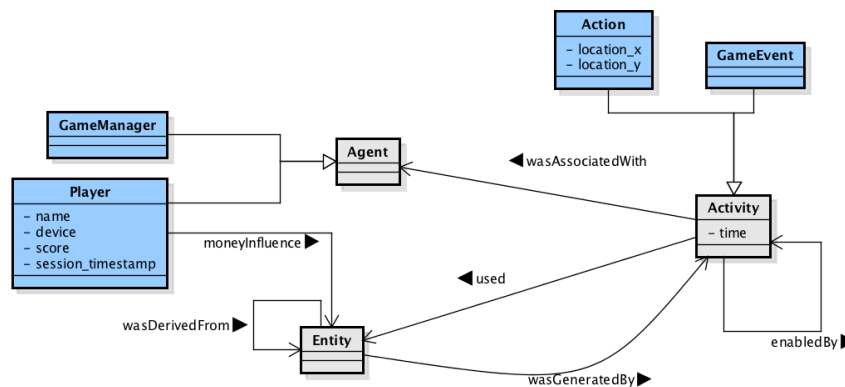 Action
- location_x
- location_y
GameEvent
GameManager
Agent
◀ wasAssociatedWith
Player
- name
- device
- score
- session_timestamp
Activity
- time
moneyInfluence ▶
◀ used
wasDerivedFrom ▶
Entity
enabledBy ▶
wasGeneratedBy ▶